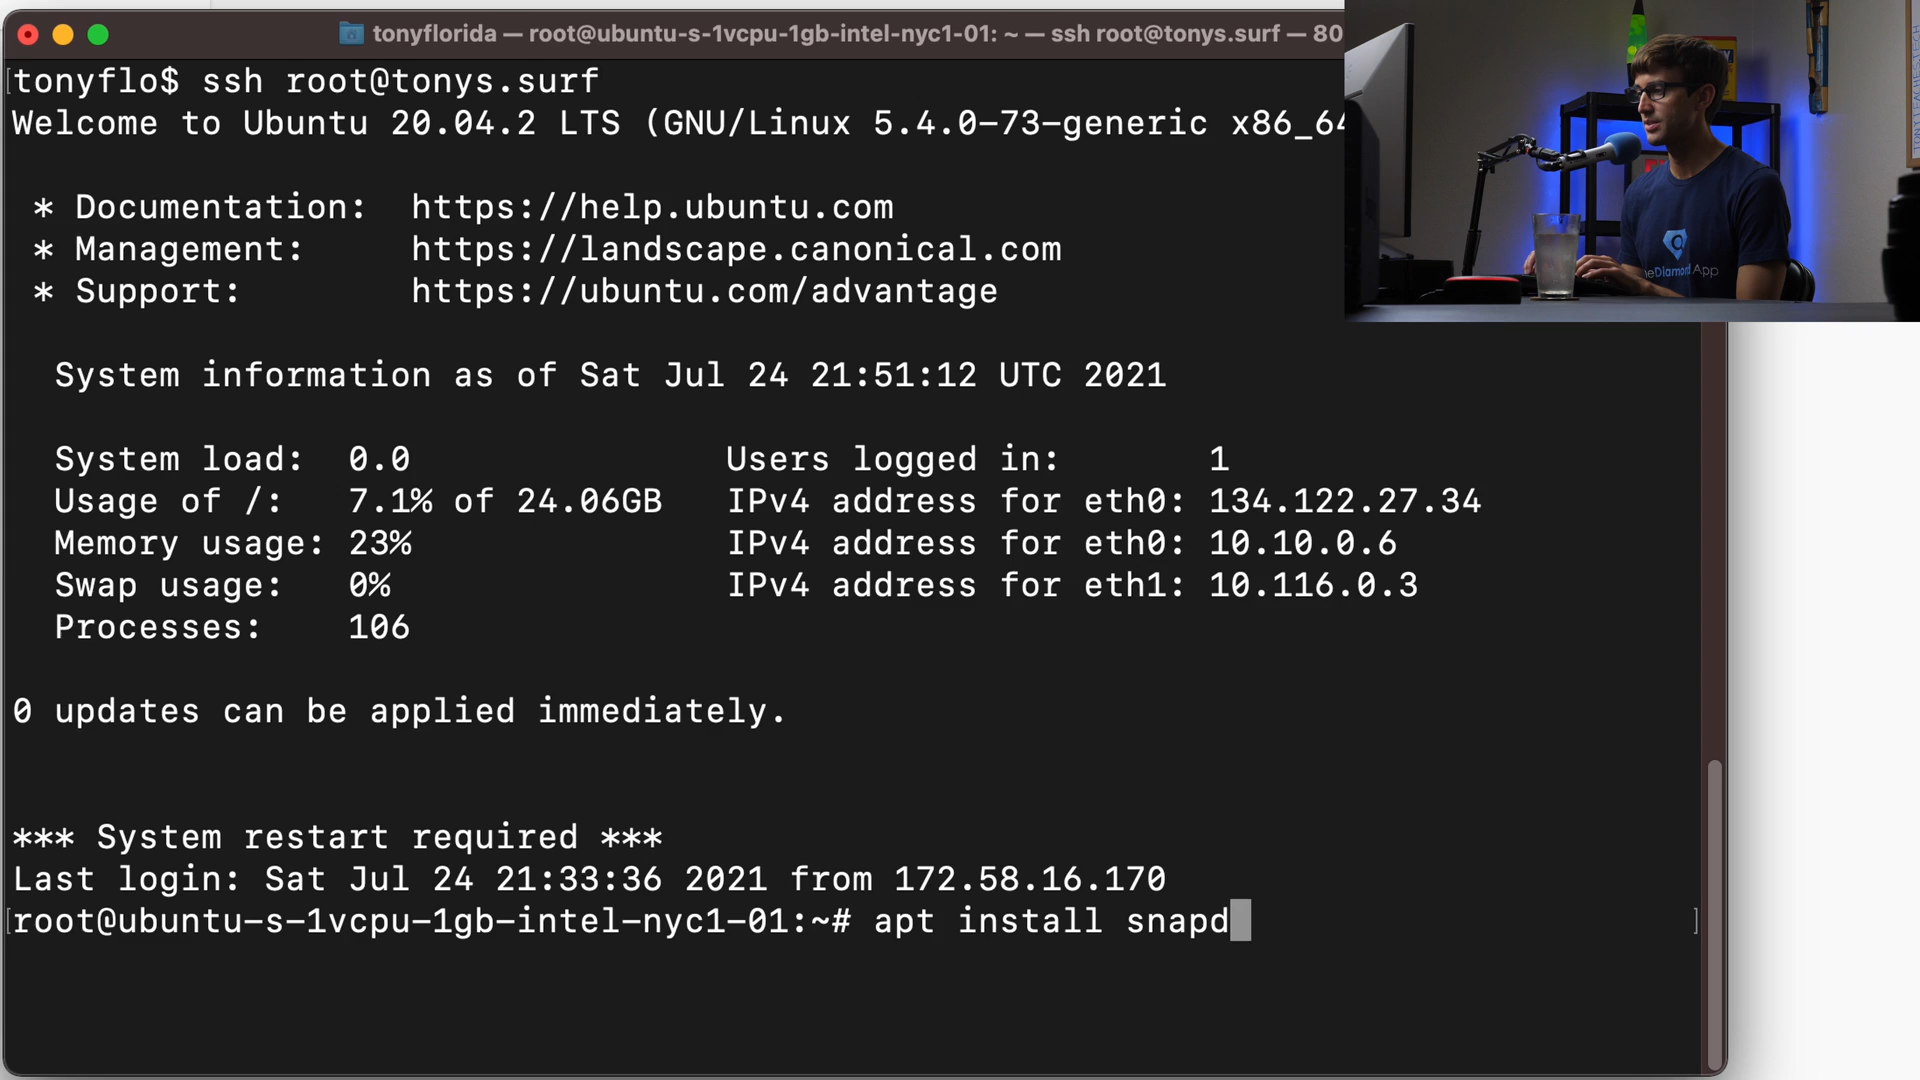 tonyflorida — root@ubuntu-s-1vcpu-1gb-intel-nyc1-01: ~ — ssh root@tonys.surf — 80
[tonyflo$ ssh root@tonys.surf
Welcome to Ubuntu 20.04.2 LTS (GNU/Linux 5.4.0-73-generic x86_64
* Documentation: https://help.ubuntu.com
* Management: https://landscape.canonical.com
* Support: https://ubuntu.com/advantage
System information as of Sat Jul 24 21:51:12 UTC 2021
System load: 0.0 Users logged in: 1
Usage of /: 7.1% of 24.06GB IPv4 address for eth0: 134.122.27.34
Memory usage: 23% IPv4 address for eth0: 10.10.0.6
Swap usage: 0% IPv4 address for eth1: 10.116.0.3
Processes: 106
0 updates can be applied immediately.
*** System restart required ***
Last login: Sat Jul 24 21:33:36 2021 from 172.58.16.170
[root@ubuntu-s-1vcpu-1gb-intel-nyc1-01:~# apt install snapd ]
eDiamond App